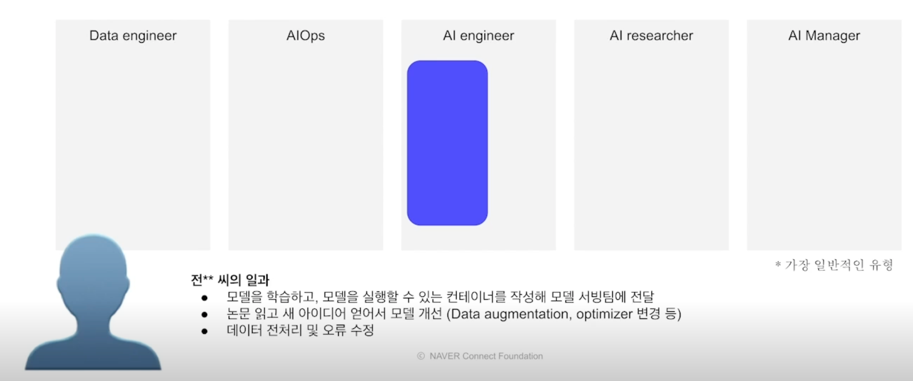 Data engineer
AIOps
AI engineer
AI researcher
AI Manager
* 가장 일반적인 유형
전** 씨의 일과
● 모델을 학습하고, 모델을 실행할 수 있는 컨테이너를 작성해 모델 서빙팀에 전달
● 논문 읽고 새 아이디어 얻어서 모델 개선 (Data augmentation, optimizer 변경 등)
● 데이터 전처리 및 오류 수정
© NAVER Connect Foundation